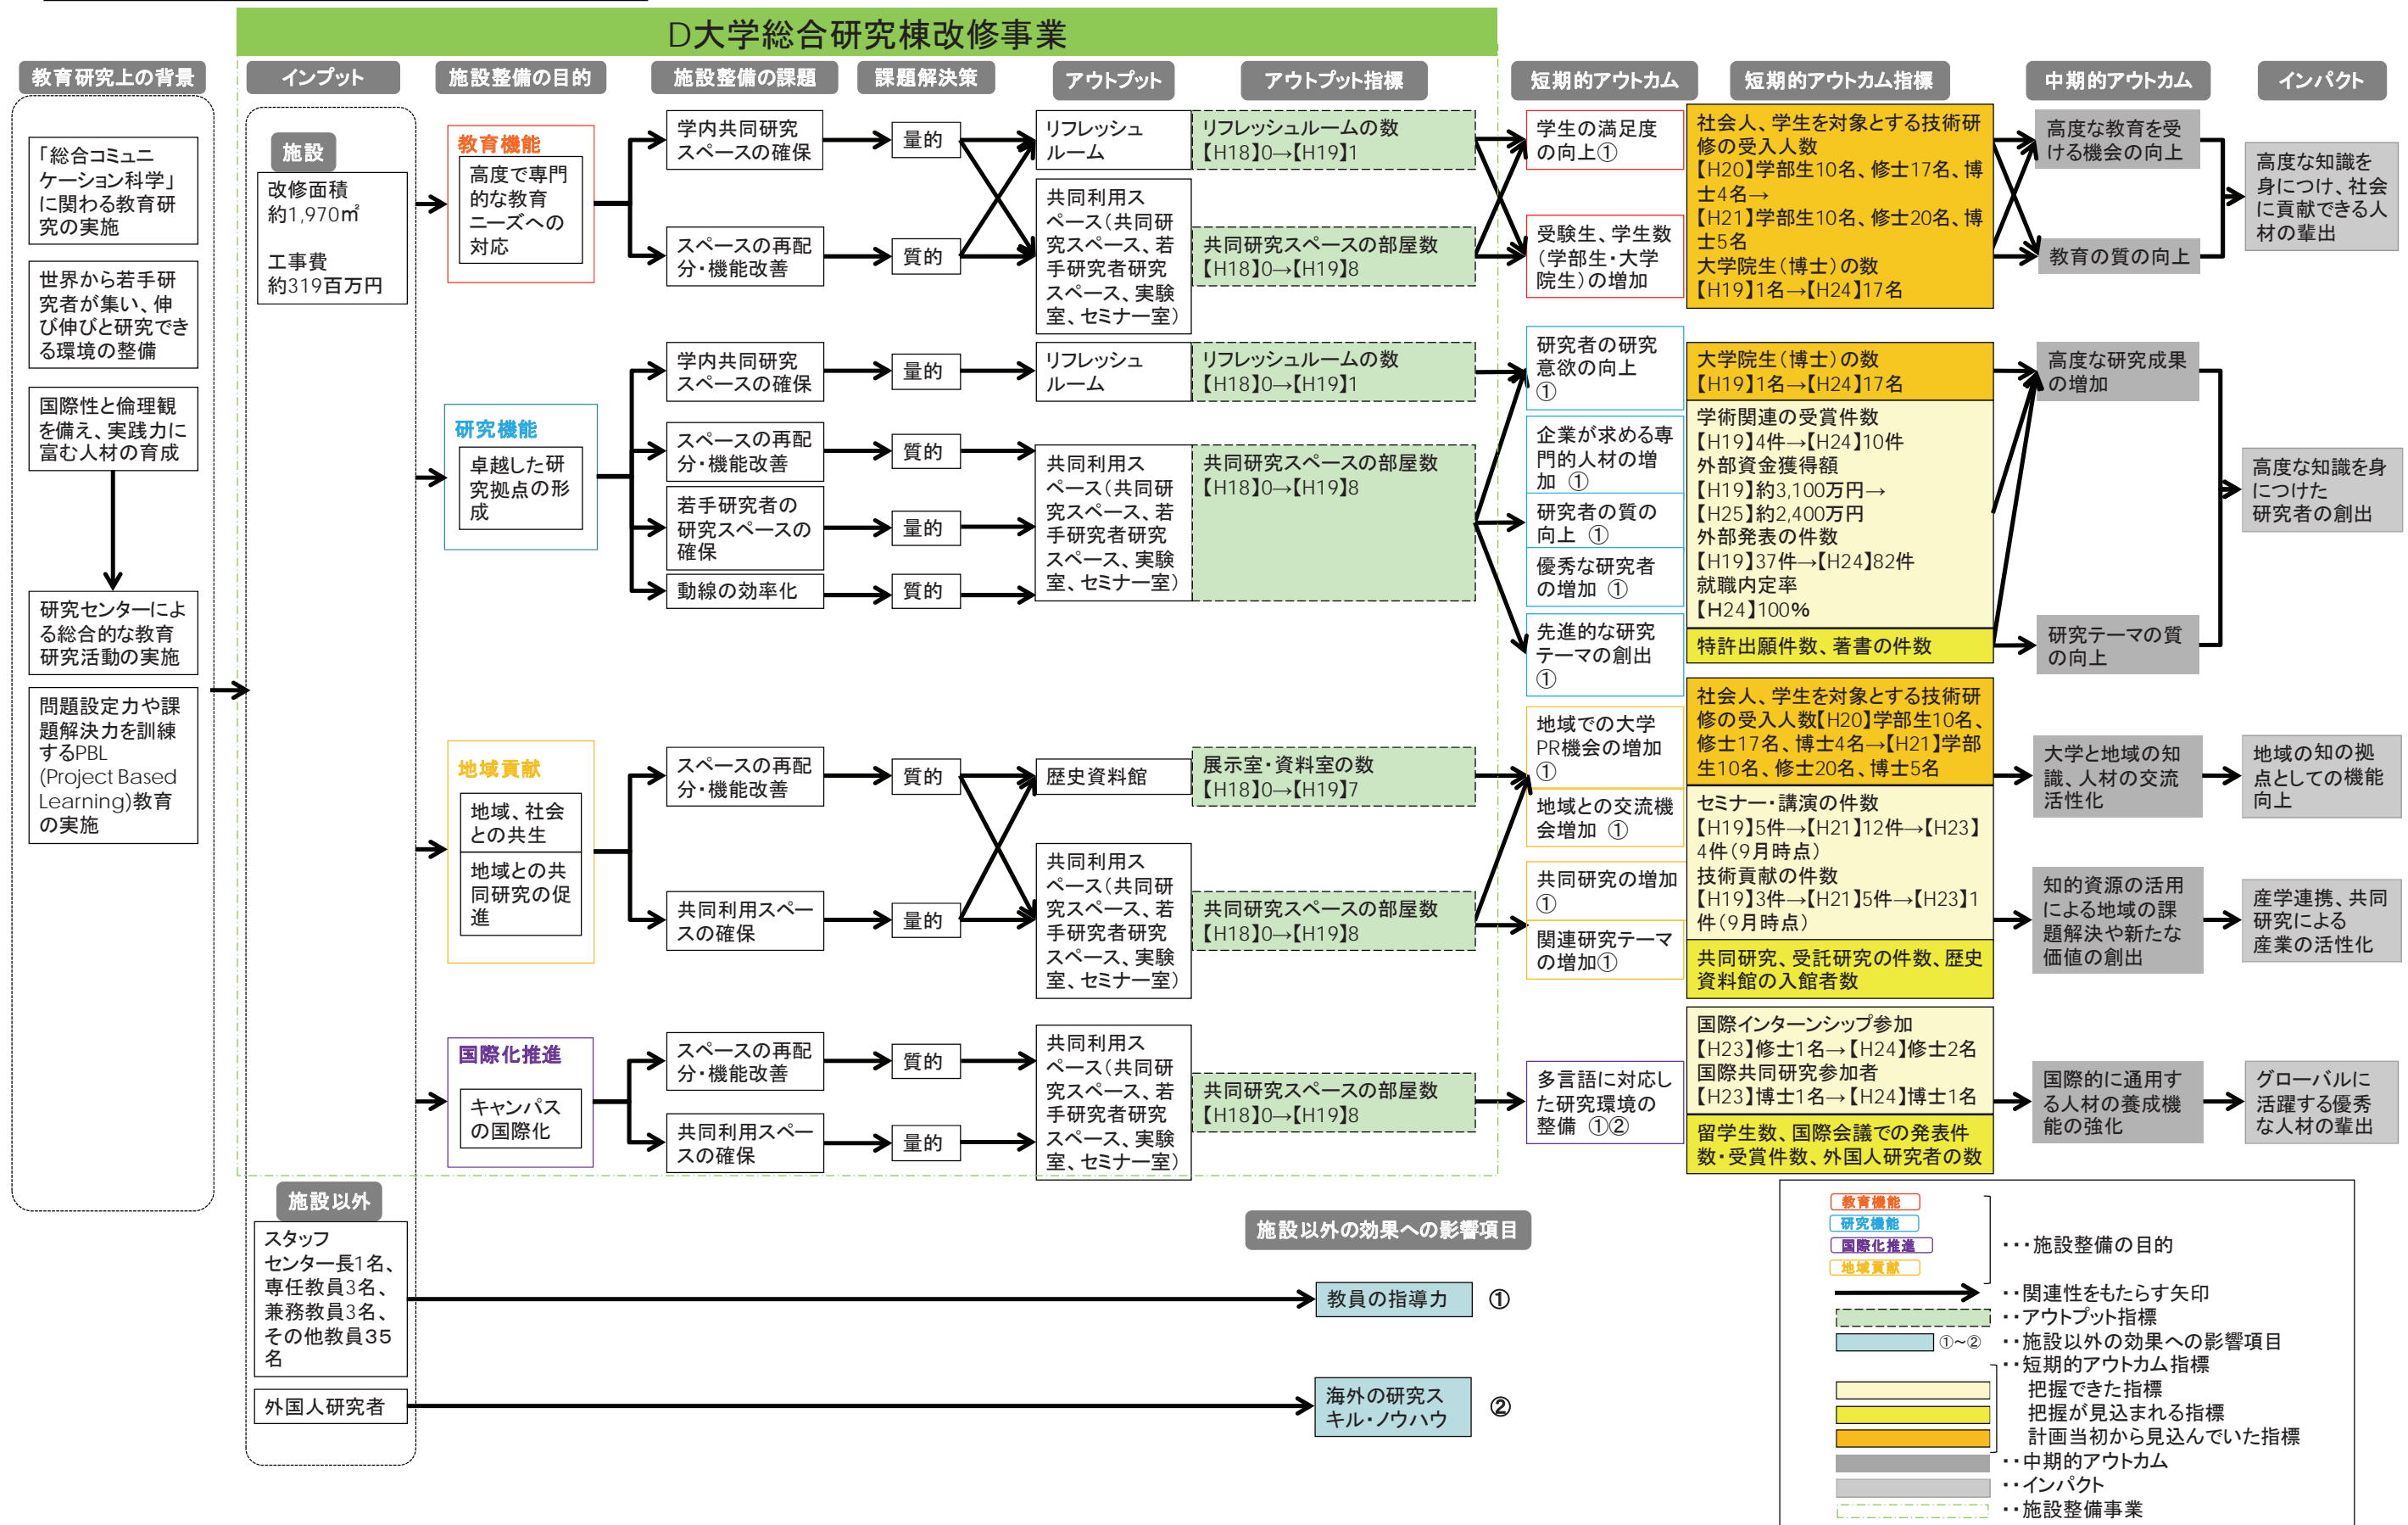 D大学総合研究棟改修事業
教育研究上の背景
インプット
施設整備の目的
施設整備の課題
課題解決策
アウトプット
アウトプット指標
短期的アウトカム
短期的アウトカム指標
中期的アウトカム
インパクト
「総合コミュニ
ケーション科学」
に関わる教育研
究の実施
世界から若手研
究者が集い、伸
び伸びと研究でき
る環境の整備
国際性と倫理観
を備え、実践力に
富む人材の育成
研究センターによ
る総合的な教育
研究活動の実施
問題設定力や課
題解決力を訓練
するPBL
(Project Based
Learning)教育
の実施
施設
改修面積
約1,970㎡
工事費
約319百万円
教育機能
高度で専門
的な教育
ニーズへの
対応
学内共同研究
スペースの確保
スペースの再配
分・機能改善
量的
質的
リフレッシュ
ルーム
共同利用ス
ペース(共同研
究スペース、若
手研究者研究
スペース、実験
室、セミナー室)
リフレッシュルームの数
【H18】0→【H19】1
共同研究スペースの部屋数
【H18】0→【H19】8
学生の満足度
の向上①
受験生、学生数
(学部生・大学
院生)の増加
社会人、学生を対象とする技術研
修の受入人数
【H20】学部生10名、修士17名、博
士4名→
【H21】学部生10名、修士20名、博
士5名
大学院生(博士)の数
【H19】1名→【H24】17名
高度な教育を受
ける機会の向上
教育の質の向上
高度な知識を
身につけ、社会
に貢献できる人
材の輩出
研究機能
卓越した研
究拠点の形
成
学内共同研究
スペースの確保
スペースの再配
分・機能改善
若手研究者の
研究スペースの
確保
動線の効率化
量的
質的
量的
質的
リフレッシュ
ルーム
共同利用ス
ペース(共同研
究スペース、若
手研究者研究
スペース、実験
室、セミナー室)
リフレッシュルームの数
【H18】0→【H19】1
共同研究スペースの部屋数
【H18】0→【H19】8
研究者の研究
意欲の向上
①
企業が求める専
門的人材の増
加 ①
研究者の質の
向上 ①
優秀な研究者
の増加 ①
先進的な研究
テーマの創出
①
大学院生(博士)の数
【H19】1名→【H24】17名
学術関連の受賞件数
【H19】4件→【H24】10件
外部資金獲得額
【H19】約3,100万円→
【H25】約2,400万円
外部発表の件数
【H19】37件→【H24】82件
就職内定率
【H24】100%
特許出願件数、著書の件数
高度な研究成果
の増加
研究テーマの質
の向上
高度な知識を身
につけた
研究者の創出
地域貢献
地域、社会
との共生
地域との共
同研究の促
進
スペースの再配
分・機能改善
共同利用スペー
スの確保
質的
量的
歴史資料館
共同利用ス
ペース(共同研
究スペース、若
手研究者研究
スペース、実験
室、セミナー室)
展示室・資料室の数
【H18】0→【H19】7
共同研究スペースの部屋数
【H18】0→【H19】8
地域での大学
PR機会の増加
①
地域との交流機
会増加 ①
共同研究の増加
①
関連研究テーマ
の増加①
社会人、学生を対象とする技術研
修の受入人数【H20】学部生10名、
修士17名、博士4名→【H21】学部
生10名、修士20名、博士5名
セミナー・講演の件数
【H19】5件→【H21】12件→【H23】
4件(9月時点)
技術貢献の件数
【H19】3件→【H21】5件→【H23】1
件(9月時点)
共同研究、受託研究の件数、歴史
資料館の入館者数
大学と地域の知
識、人材の交流
活性化
知的資源の活用
による地域の課
題解決や新たな
価値の創出
地域の知の拠
点としての機能
向上
産学連携、共同
研究による
産業の活性化
国際化推進
キャンパス
の国際化
スペースの再配
分・機能改善
共同利用スペー
スの確保
質的
量的
共同利用ス
ペース(共同研
究スペース、若
手研究者研究
スペース、実験
室、セミナー室)
共同研究スペースの部屋数
【H18】0→【H19】8
多言語に対応し
た研究環境の
整備 ①②
国際インターンシップ参加
【H23】修士1名→【H24】修士2名
国際共同研究参加者
【H23】博士1名→【H24】博士1名
留学生数、国際会議での発表件
数・受賞件数、外国人研究者の数
国際的に通用す
る人材の養成機
能の強化
グローバルに
活躍する優秀
な人材の輩出
施設以外
スタッフ
センター長1名、
専任教員3名、
兼務教員3名、
その他教員35
名
外国人研究者
施設以外の効果への影響項目
教員の指導力 ①
海外の研究ス
キル・ノウハウ ②
教育機能
研究機能
国際化推進
地域貢献
・・・施設整備の目的
・・関連性をもたらす矢印
・・アウトプット指標
①~② ・・施設以外の効果への影響項目
・・短期的アウトカム指標
把握できた指標
把握が見込まれる指標
計画当初から見込んでいた指標
・・中期的アウトカム
・・インパクト
・・施設整備事業